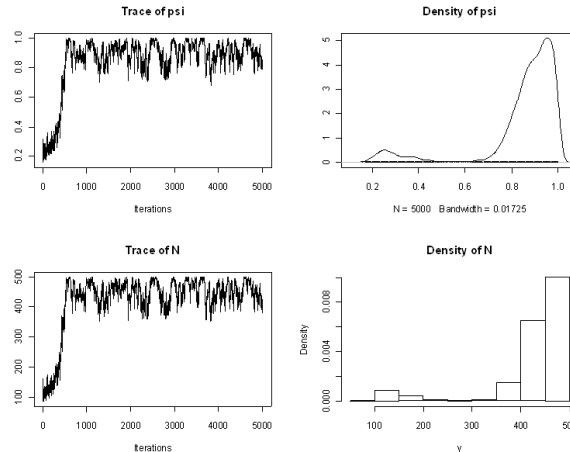 Trace of psi
1.0
0.8
0.6
0.4
0.2
0 1000 2000 3000 4000 5000
Iterations
Density of psi
5
4
3
2
1
0
0.2 0.4 0.6 0.8 1.0
N = 5000 Bandwidth = 0.01725
Trace of N
500
400
300
200
100
0 1000 2000 3000 4000 5000
Iterations
Density of N
Density
0.008
0.004
0.000
100 200 300 400 500
y